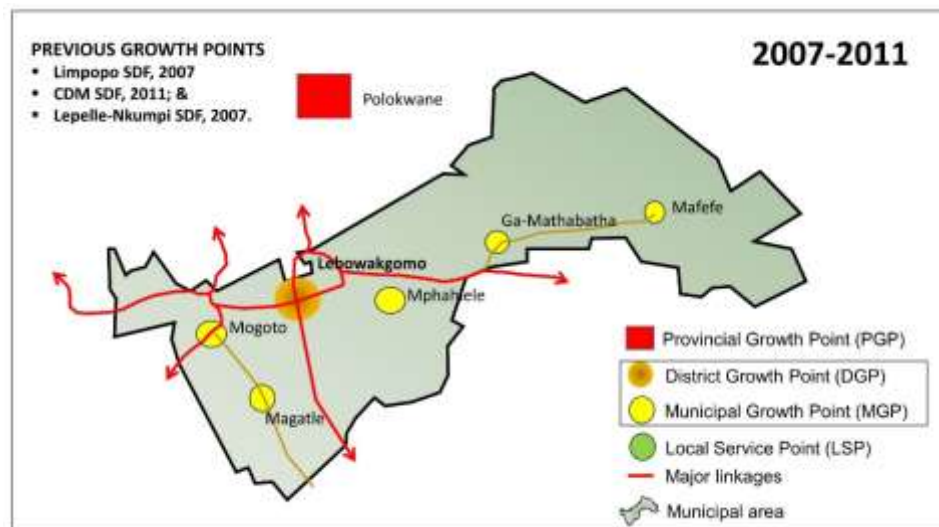 PREVIOUS GROWTH POINTS
• Limpopo SDF, 2007
• CDM SDF, 2011; &
• Lepelle-Nkumpi SDF, 2007.
2007-2011
Polokwane
Mafefe
Ga-Mathabatha
Lebowakgomo
Mphahlele
Mogoto
Magatle
Provincial Growth Point (PGP)
District Growth Point (DGP)
Municipal Growth Point (MGP)
Local Service Point (LSP)
Major linkages
Municipal area